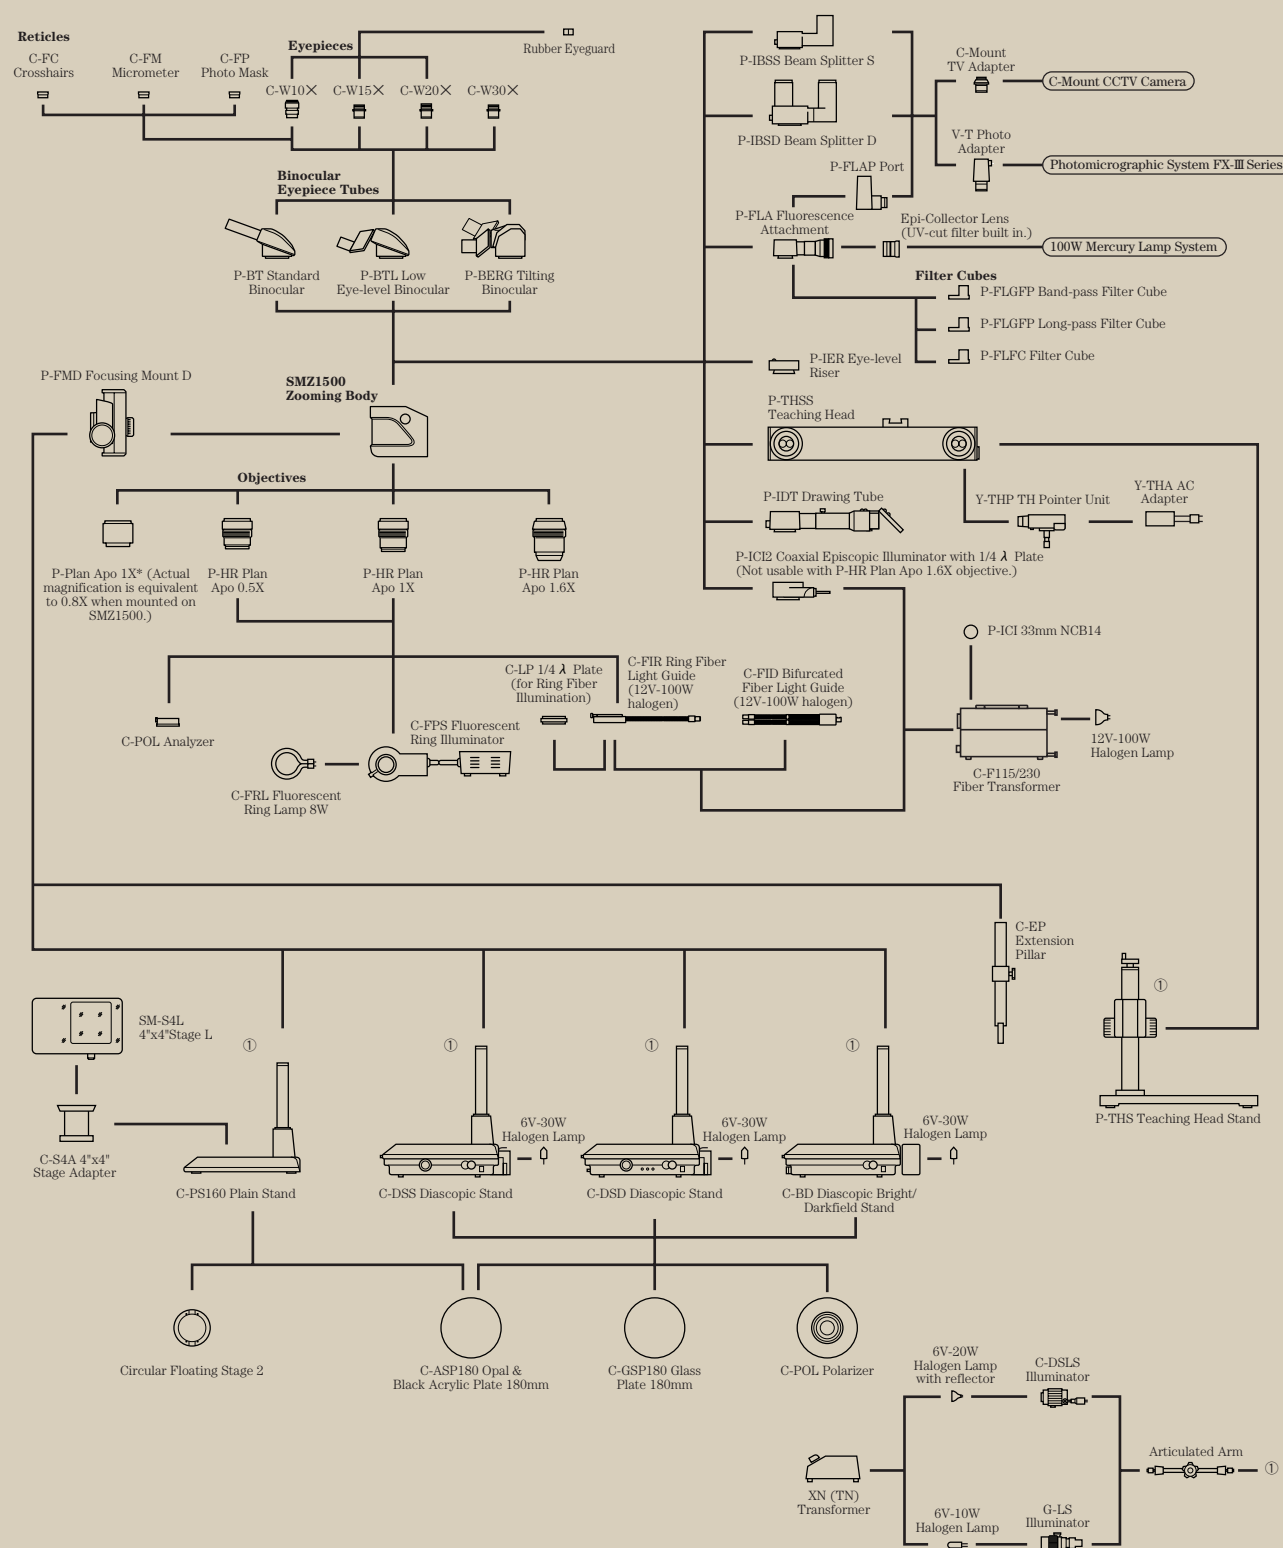 Reticles
C-FC
Crosshairs
C-FM
Micrometer
C-FP
Photo Mask
Eyepieces
Rubber Eyeguard
C-W10×
C-W15×
C-W20×
C-W30×
Binocular
Eyepiece Tubes
P-BT Standard
Binocular
P-BTL Low
Eye-level Binocular
P-BERG Tilting
Binocular
P-IBSS Beam Splitter S
P-IBSD Beam Splitter D
C-Mount
TV Adapter
C-Mount CCTV Camera
V-T Photo
Adapter
Photomicrographic System FX-III Series
P-FLAP Port
P-FLA Fluorescence
Attachment
Epi-Collector Lens
(UV-cut filter built in.)
100W Mercury Lamp System
Filter Cubes
P-FLGFP Band-pass Filter Cube
P-FLGFP Long-pass Filter Cube
P-FLFC Filter Cube
P-IER Eye-level
Riser
P-FMD Focusing Mount D
SMZ1500
Zooming Body
P-THSS
Teaching Head
Objectives
P-Plan Apo 1X* (Actual
magnification is equivalent
to 0.8X when mounted on
SMZ1500.)
P-HR Plan
Apo 0.5X
P-HR Plan
Apo 1X
P-HR Plan
Apo 1.6X
P-IDT Drawing Tube
Y-THP TH Pointer Unit
Y-THA AC
Adapter
P-ICI2 Coaxial Episcopic Illuminator with 1/4 λ Plate
(Not usable with P-HR Plan Apo 1.6X objective.)
P-ICI 33mm NCB14
C-LP 1/4 λ Plate
(for Ring Fiber
Illumination)
C-FIR Ring Fiber
Light Guide
(12V-100W
halogen)
C-FID Bifurcated
Fiber Light Guide
(12V-100W halogen)
C-POL Analyzer
C-FPS Fluorescent
Ring Illuminator
C-FRL Fluorescent
Ring Lamp 8W
12V-100W
Halogen Lamp
C-F115/230
Fiber Transformer
C-EP
Extension
Pillar
①
P-THS Teaching Head Stand
SM-S4L
4"x4"Stage L
C-S4A 4"x4"
Stage Adapter
①
C-PS160 Plain Stand
①
6V-30W
Halogen Lamp
C-DSS Diascopic Stand
①
6V-30W
Halogen Lamp
C-DSD Diascopic Stand
①
6V-30W
Halogen Lamp
C-BD Diascopic Bright/
Darkfield Stand
Circular Floating Stage 2
C-ASP180 Opal &
Black Acrylic Plate 180mm
C-GSP180 Glass
Plate 180mm
C-POL Polarizer
6V-20W
Halogen Lamp
with reflector
C-DSLS
Illuminator
XN (TN)
Transformer
Articulated Arm
①
6V-10W
Halogen Lamp
G-LS
Illuminator